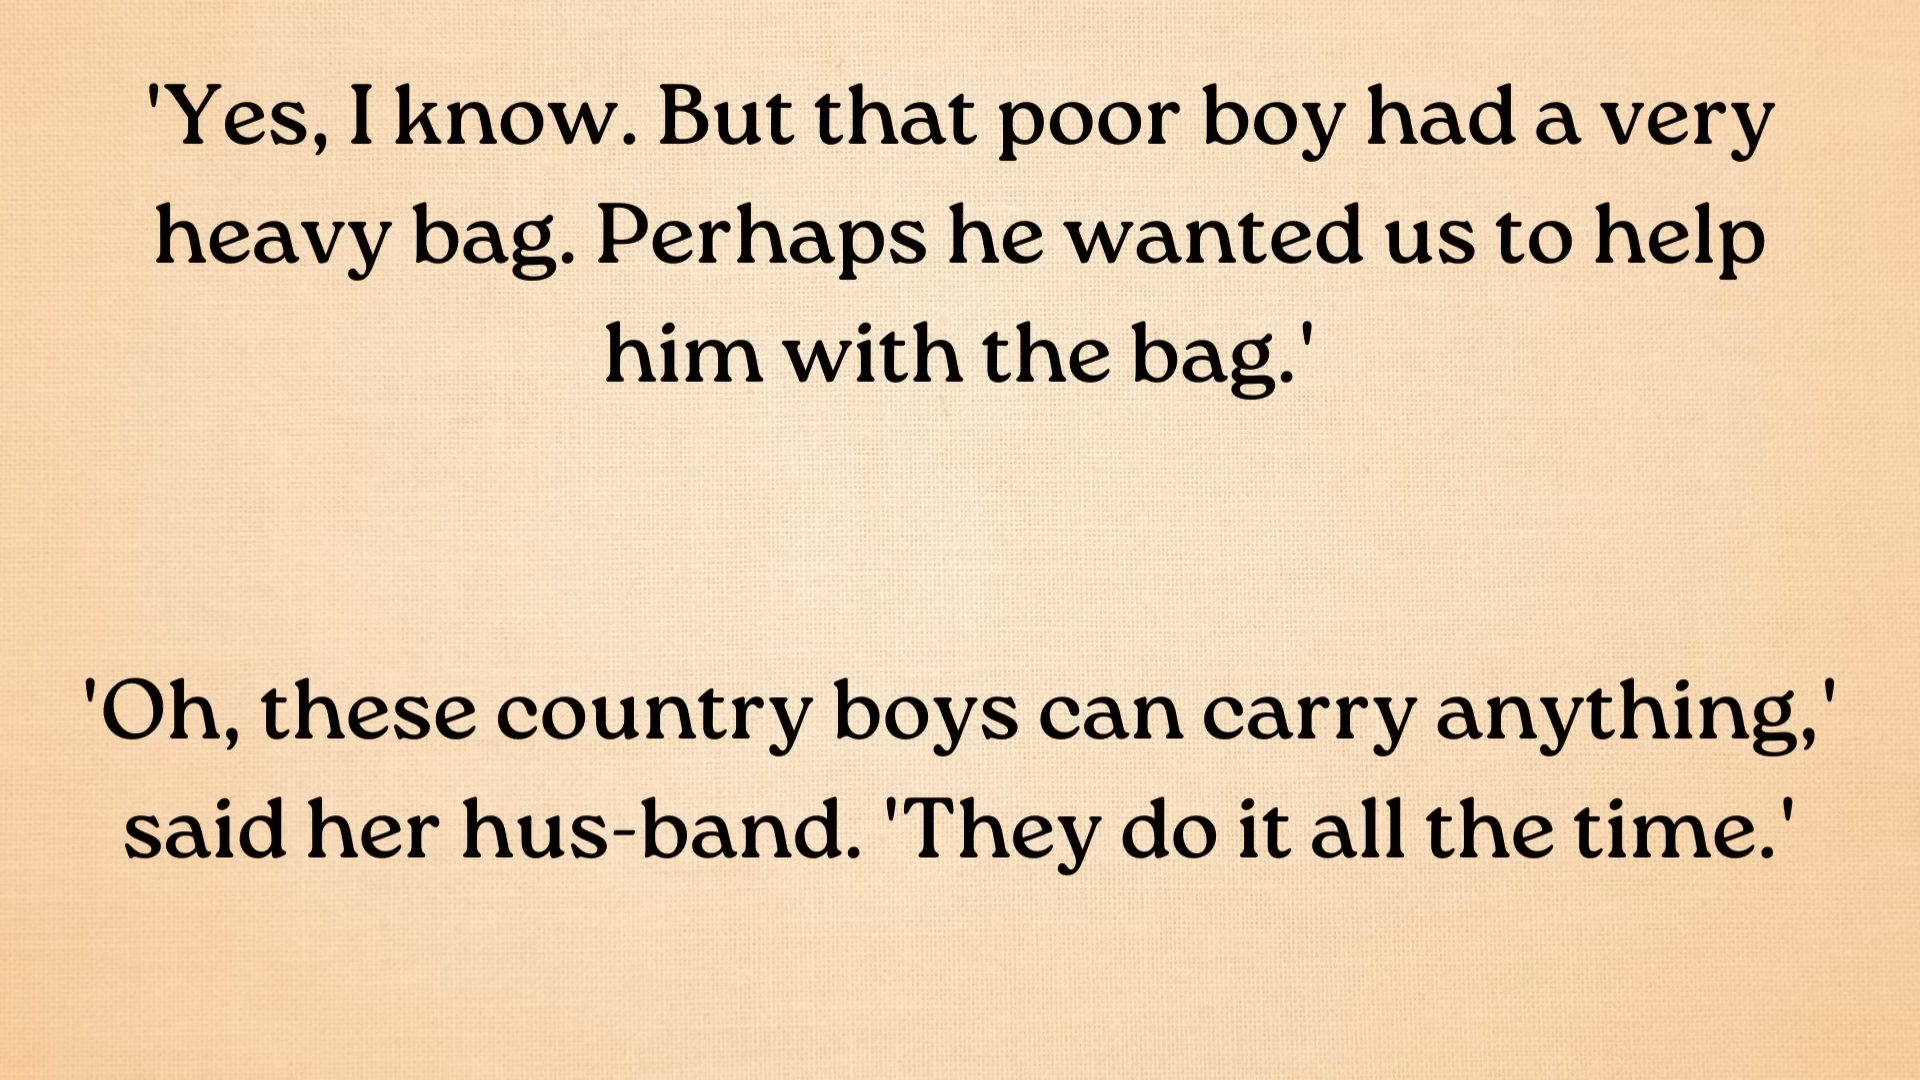 'Yes, I know. But that poor boy had a very
heavy bag. Perhaps he wanted us to help
him with the bag.'
'Oh, these country boys can carry anything,'
said her hus-band. 'They do it all the time.'